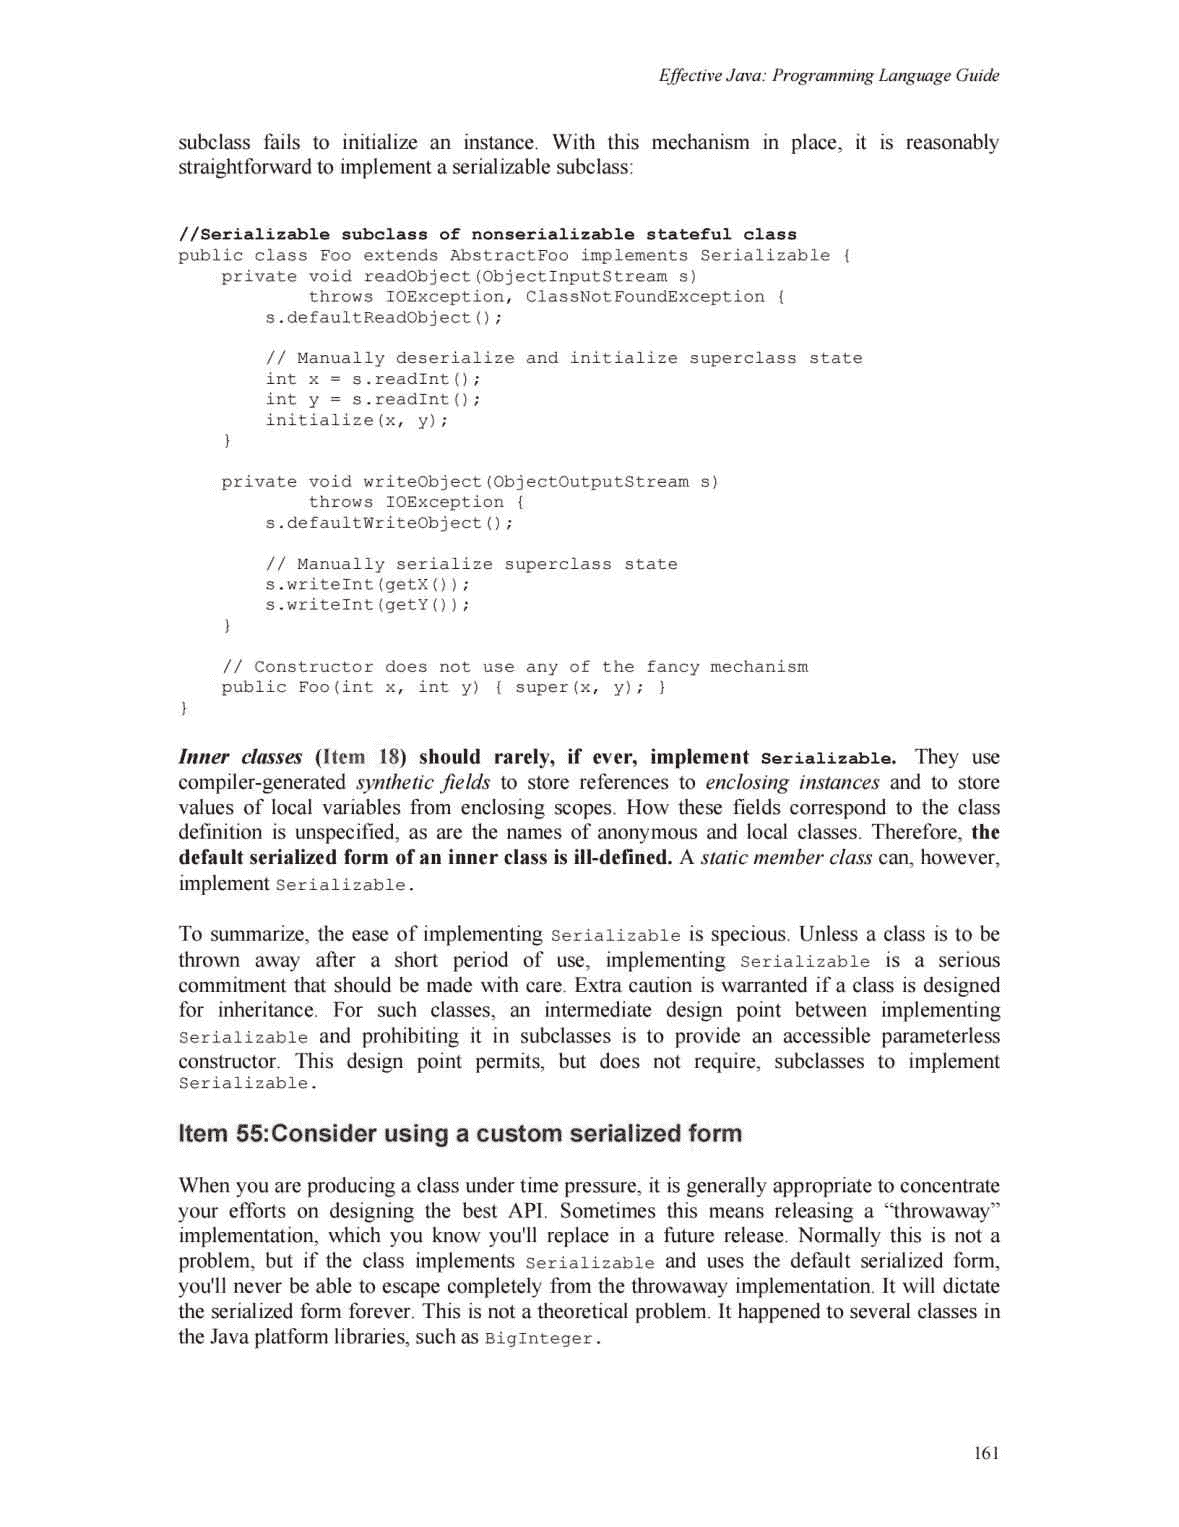 Effective Java: Programming Language Guide
subclass fails to initialize an instance. With this mechanism in place, it is reasonably
straightforward to implement a serializable subclass:
//Serializable subclass of nonserializable stateful class
public class Foo extends AbstractFoo implements Serializable {
    private void readObject(ObjectInputStream s)
            throws IOException, ClassNotFoundException {
        s.defaultReadObject();
        // Manually deserialize and initialize superclass state
        int x = s.readInt();
        int y = s.readInt();
        initialize(x, y);
    }
    private void writeObject(ObjectOutputStream s)
            throws IOException {
        s.defaultWriteObject();
        // Manually serialize superclass state
        s.writeInt(getX());
        s.writeInt(getY());
    }
    // Constructor does not use any of the fancy mechanism
    public Foo(int x, int y) { super(x, y); }
}
Inner classes (Item 18) should rarely, if ever, implement Serializable. They use
compiler-generated synthetic fields to store references to enclosing instances and to store
values of local variables from enclosing scopes. How these fields correspond to the class
definition is unspecified, as are the names of anonymous and local classes. Therefore, the
default serialized form of an inner class is ill-defined. A static member class can, however,
implement Serializable.
To summarize, the ease of implementing Serializable is specious. Unless a class is to be
thrown away after a short period of use, implementing Serializable is a serious
commitment that should be made with care. Extra caution is warranted if a class is designed
for inheritance. For such classes, an intermediate design point between implementing
Serializable and prohibiting it in subclasses is to provide an accessible parameterless
constructor. This design point permits, but does not require, subclasses to implement
Serializable.
Item 55:Consider using a custom serialized form
When you are producing a class under time pressure, it is generally appropriate to concentrate
your efforts on designing the best API. Sometimes this means releasing a “throwaway”
implementation, which you know you'll replace in a future release. Normally this is not a
problem, but if the class implements Serializable and uses the default serialized form,
you'll never be able to escape completely from the throwaway implementation. It will dictate
the serialized form forever. This is not a theoretical problem. It happened to several classes in
the Java platform libraries, such as BigInteger.
161